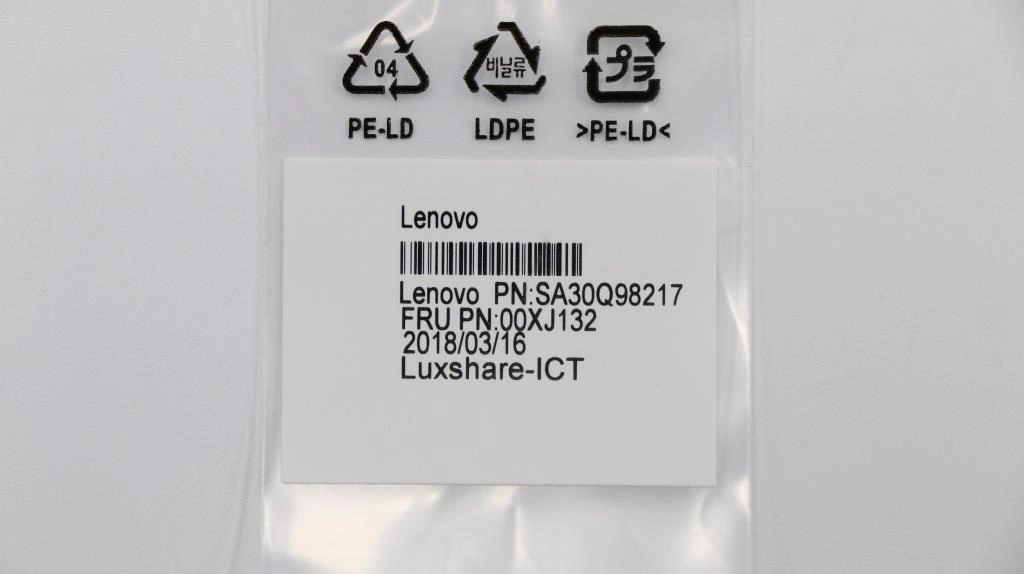 04 비닐류 プラ
PE-LD LDPE >PE-LD<
Lenovo
Lenovo PN:SA30Q98217
FRU PN:00XJ132
2018/03/16
Luxshare-ICT